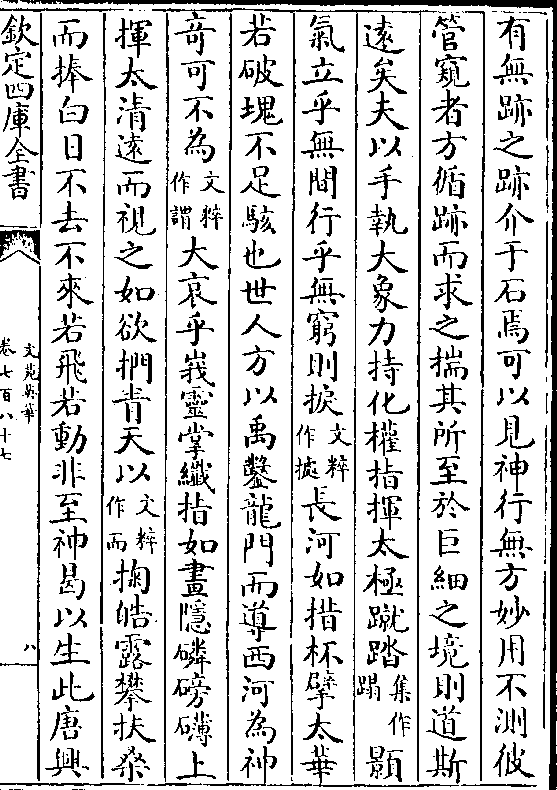 有無跡之跡介于石焉可以見神行無方妙用不測彼
管窺者方循跡而求之揣其所至於巨細之境則道斯
逺矣夫以手執大象力持化權指揮太極蹴踏集作蹋顥
氣立乎無間行乎無窮則捩文粹作㨿長河如措杯擘太華
若破塊不足駭也世人方以禹鑿龍門而導西河為神
竒可不為文粹作謂大哀乎峩靈掌纎指如畫隱磷磅礴上
揮太清逺而視之如欲捫青天以文粹作而掬皓露攀扶桑
而捧白日不去不來若飛若動非至神曷以生此唐興
欽定四庫全書
文苑英華
卷七百八十七
八